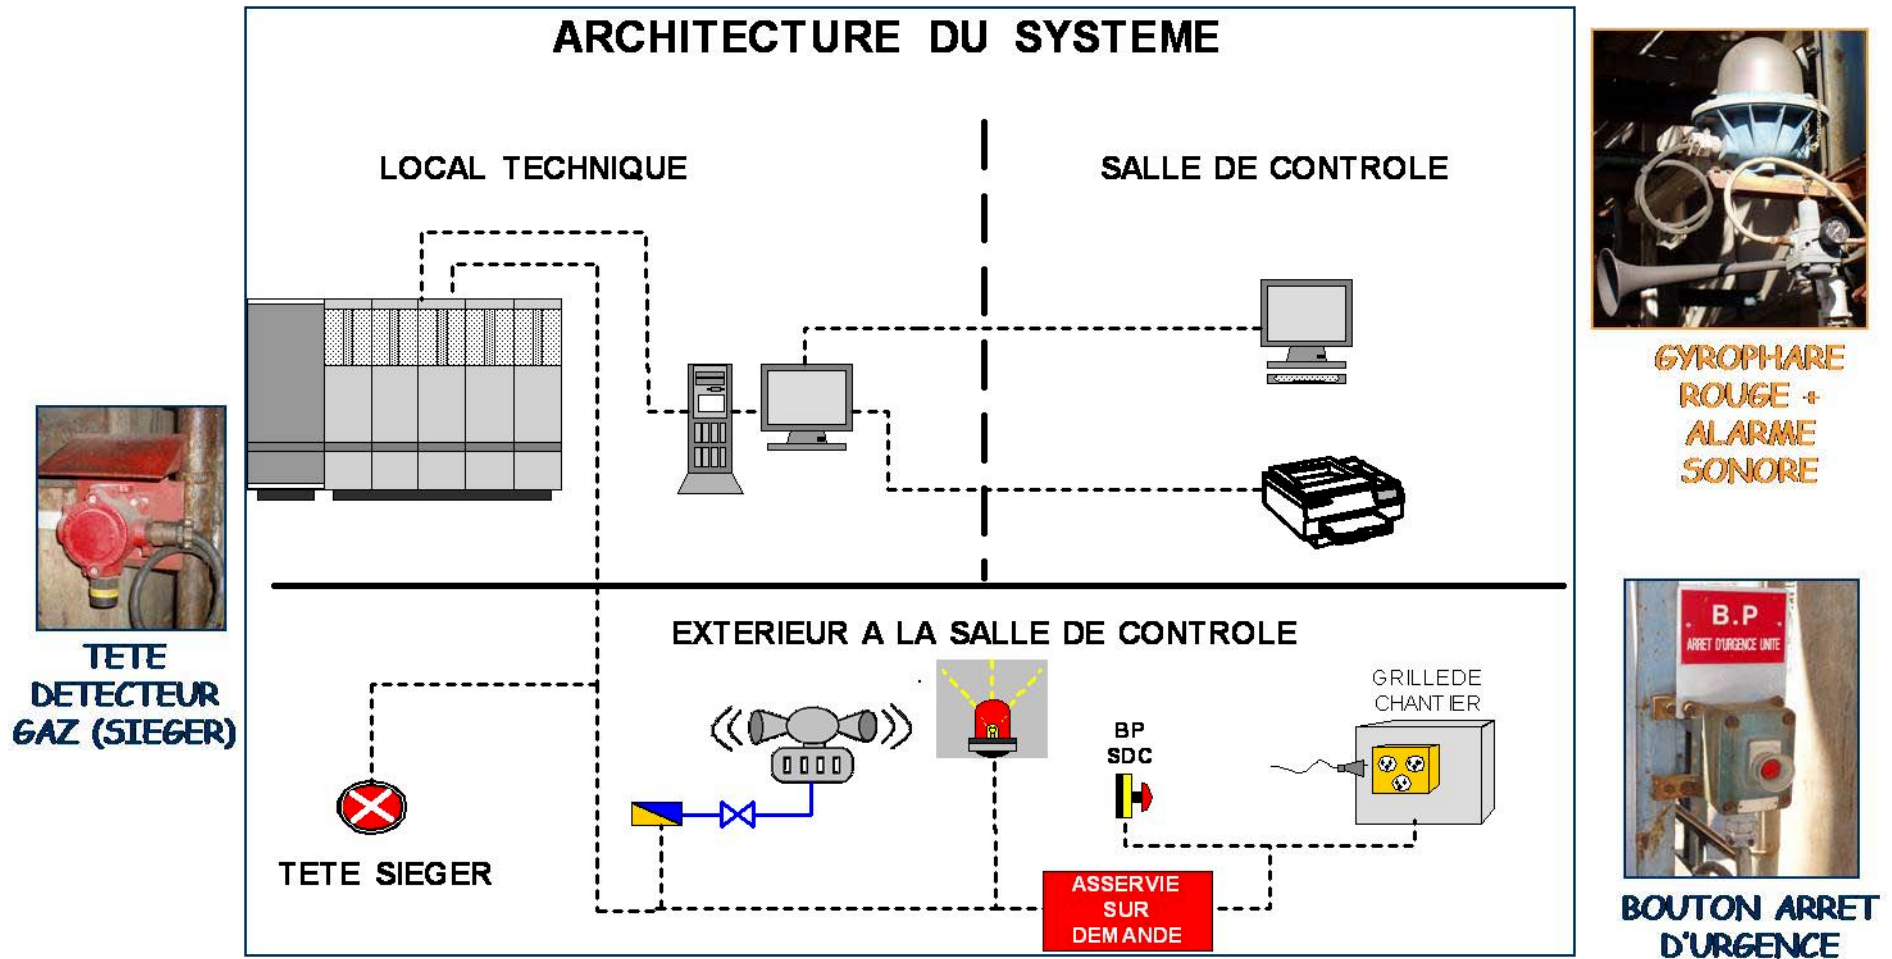 ARCHITECTURE DU SYSTEME
LOCAL TECHNIQUE
SALLE DE CONTROLE
GYROPHARE
ROUGE +
ALARME
SONORE
TETE
DETECTEUR
GAZ (SIEGER)
EXTERIEUR A LA SALLE DE CONTROLE
GRILLEDE
CHANTIER
BP
SDC
TETE SIEGER
ASSERVIE
SUR
DEMANDE
B.P
ARRET D'URGENCE UNITE
BOUTON ARRET
D'URGENCE